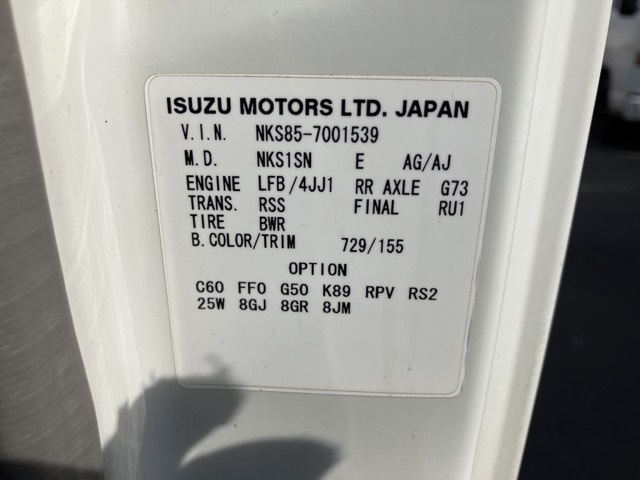 ISUZU MOTORS LTD. JAPAN
V.I.N. NKS85-7001539
M.D. NKS1SN E AG/AJ
ENGINE LFB/4JJ1 RR AXLE G73
TRANS. RSS FINAL RU1
TIRE BWR
B.COLOR/TRIM 729/155
OPTION
C60 FF0 G50 K89 RPV RS2
25W 8GJ 8GR 8JM